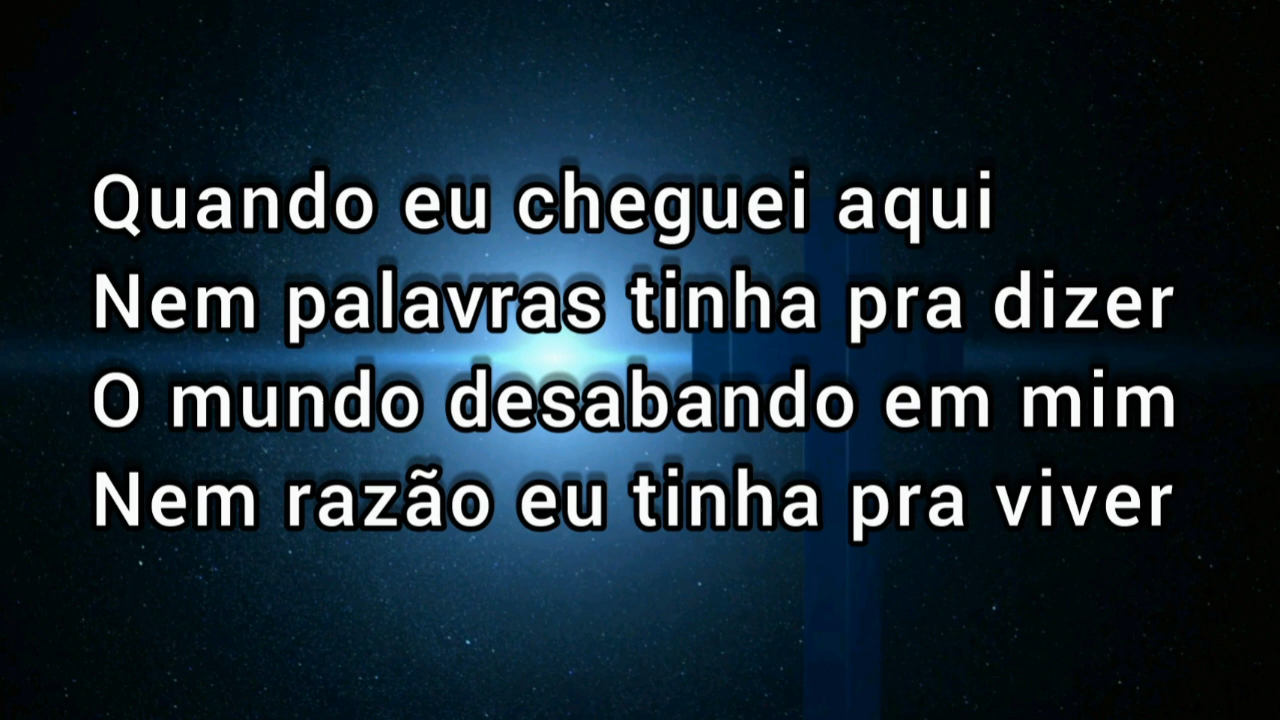 Quando eu cheguei aqui
Nem palavras tinha pra dizer
O mundo desabando em mim
Nem razão eu tinha pra viver